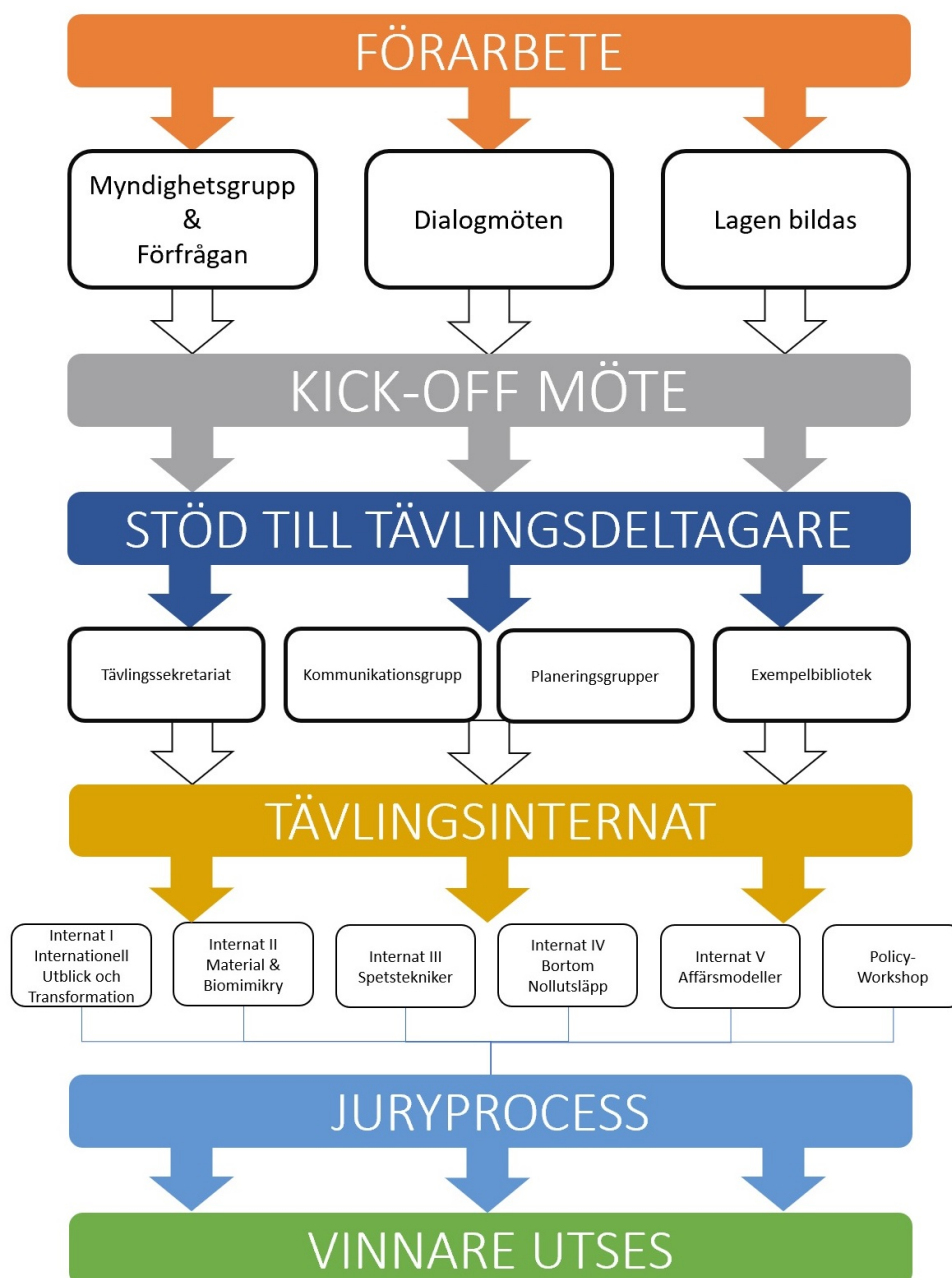 FÖRARBETE
Myndighetsgrupp
&
Förfrågan
Dialogmöten
Lagen bildas
KICK-OFF MÖTE
STÖD TILL TÄVLINGSDELTAGARE
Tävlingssekretariat
Kommunikationsgrupp
Planeringsgrupper
Exempelbibliotek
TÄVLINGSINTERNAT
Internat I
Internationell
Utblick och
Transformation
Internat II
Material &
Biomimikry
Internat III
Spetstekniker
Internat IV
Bortom
Nollutsläpp
Internat V
Affärsmodeller
Policy-
Workshop
JURYPROCESS
VINNARE UTSES